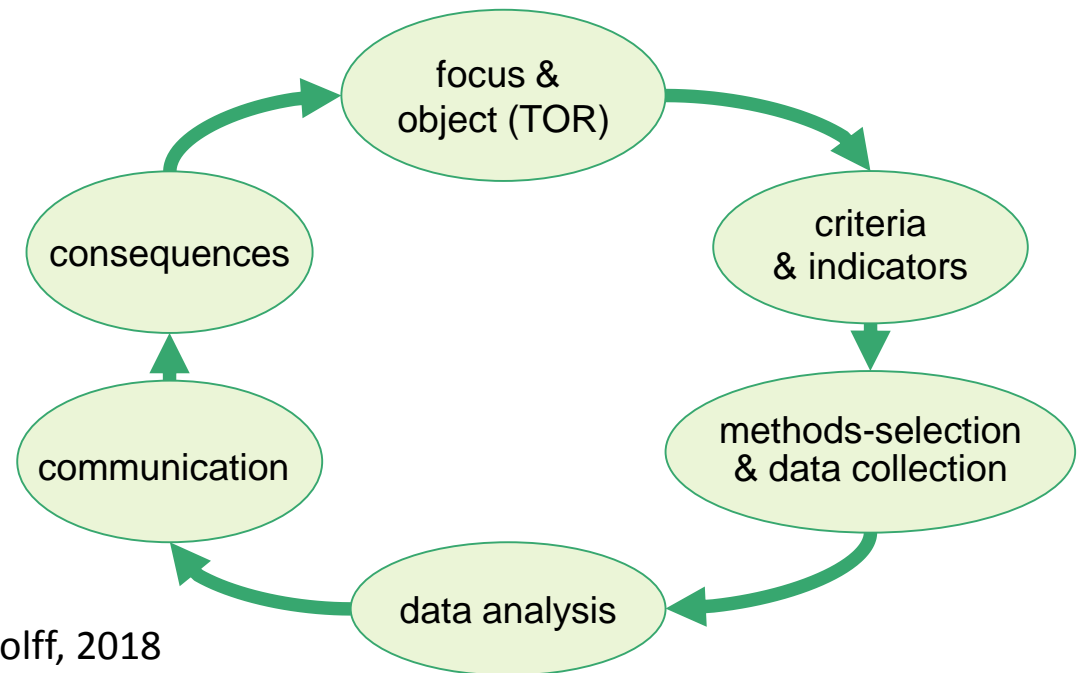 focus &
object (TOR)
criteria
& indicators
methods-selection
& data collection
data analysis
communication
consequences
olff, 2018